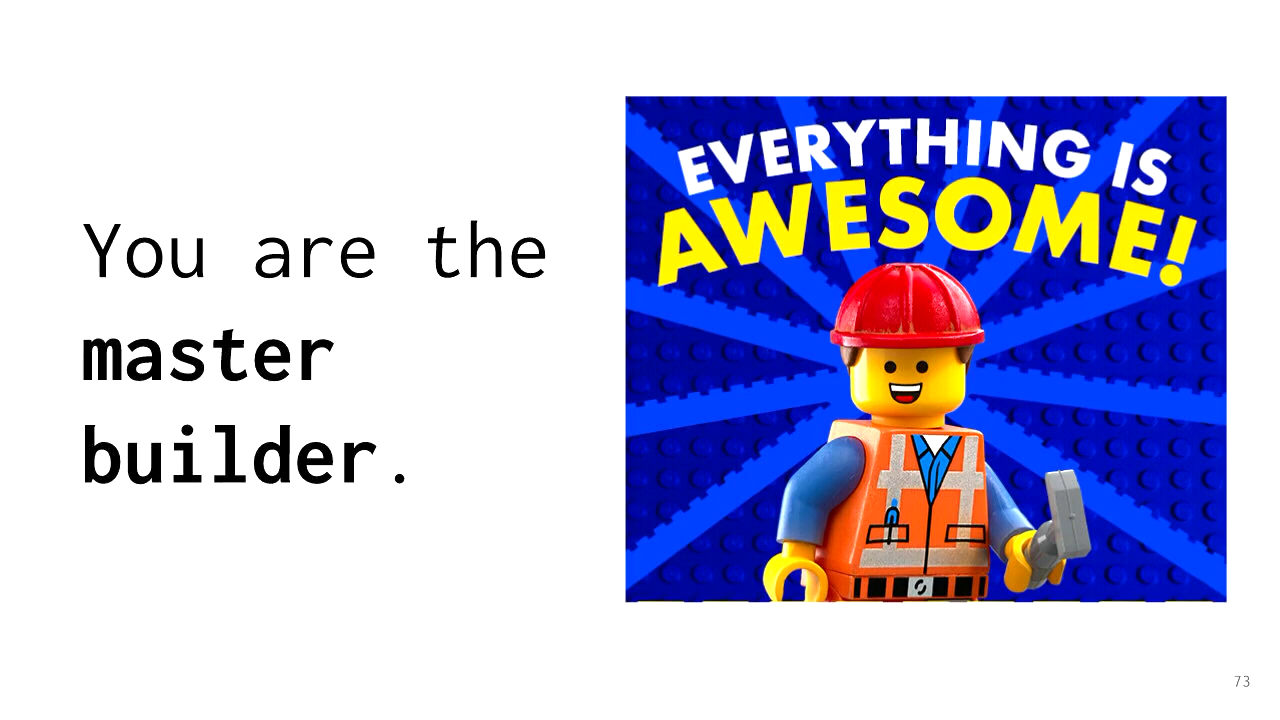 You are the
master
builder.
EVERYTHING IS
AWESOME!
73